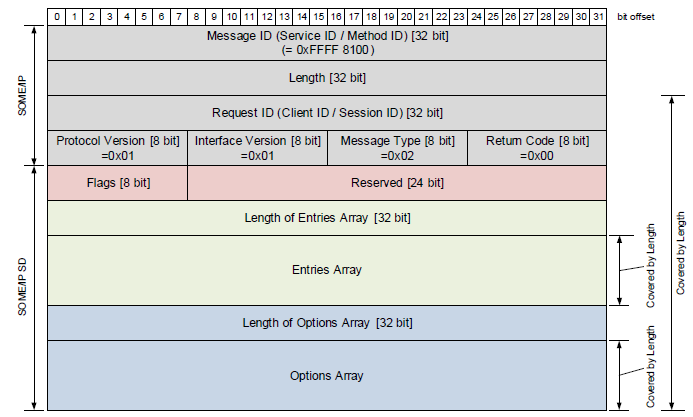 0 1 2 3 4 5 6 7 8 9 10 11 12 13 14 15 16 17 18 19 20 21 22 23 24 25 26 27 28 29 30 31 bit offset
Message ID (Service ID / Method ID) [32 bit]
(= 0xFFFF 8100)
Length [32 bit]
Request ID (Client ID / Session ID) [32 bit]
SOME/IP
Protocol Version [8 bit]
=0x01
Interface Version [8 bit]
=0x01
Message Type [8 bit]
=0x02
Return Code [8 bit]
=0x00
Flags [8 bit]
Reserved [24 bit]
Length of Entries Array [32 bit]
Entries Array
SOME/IP SD
Length of Options Array [32 bit]
Options Array
Covered by Length
Covered by Length
Covered by Length